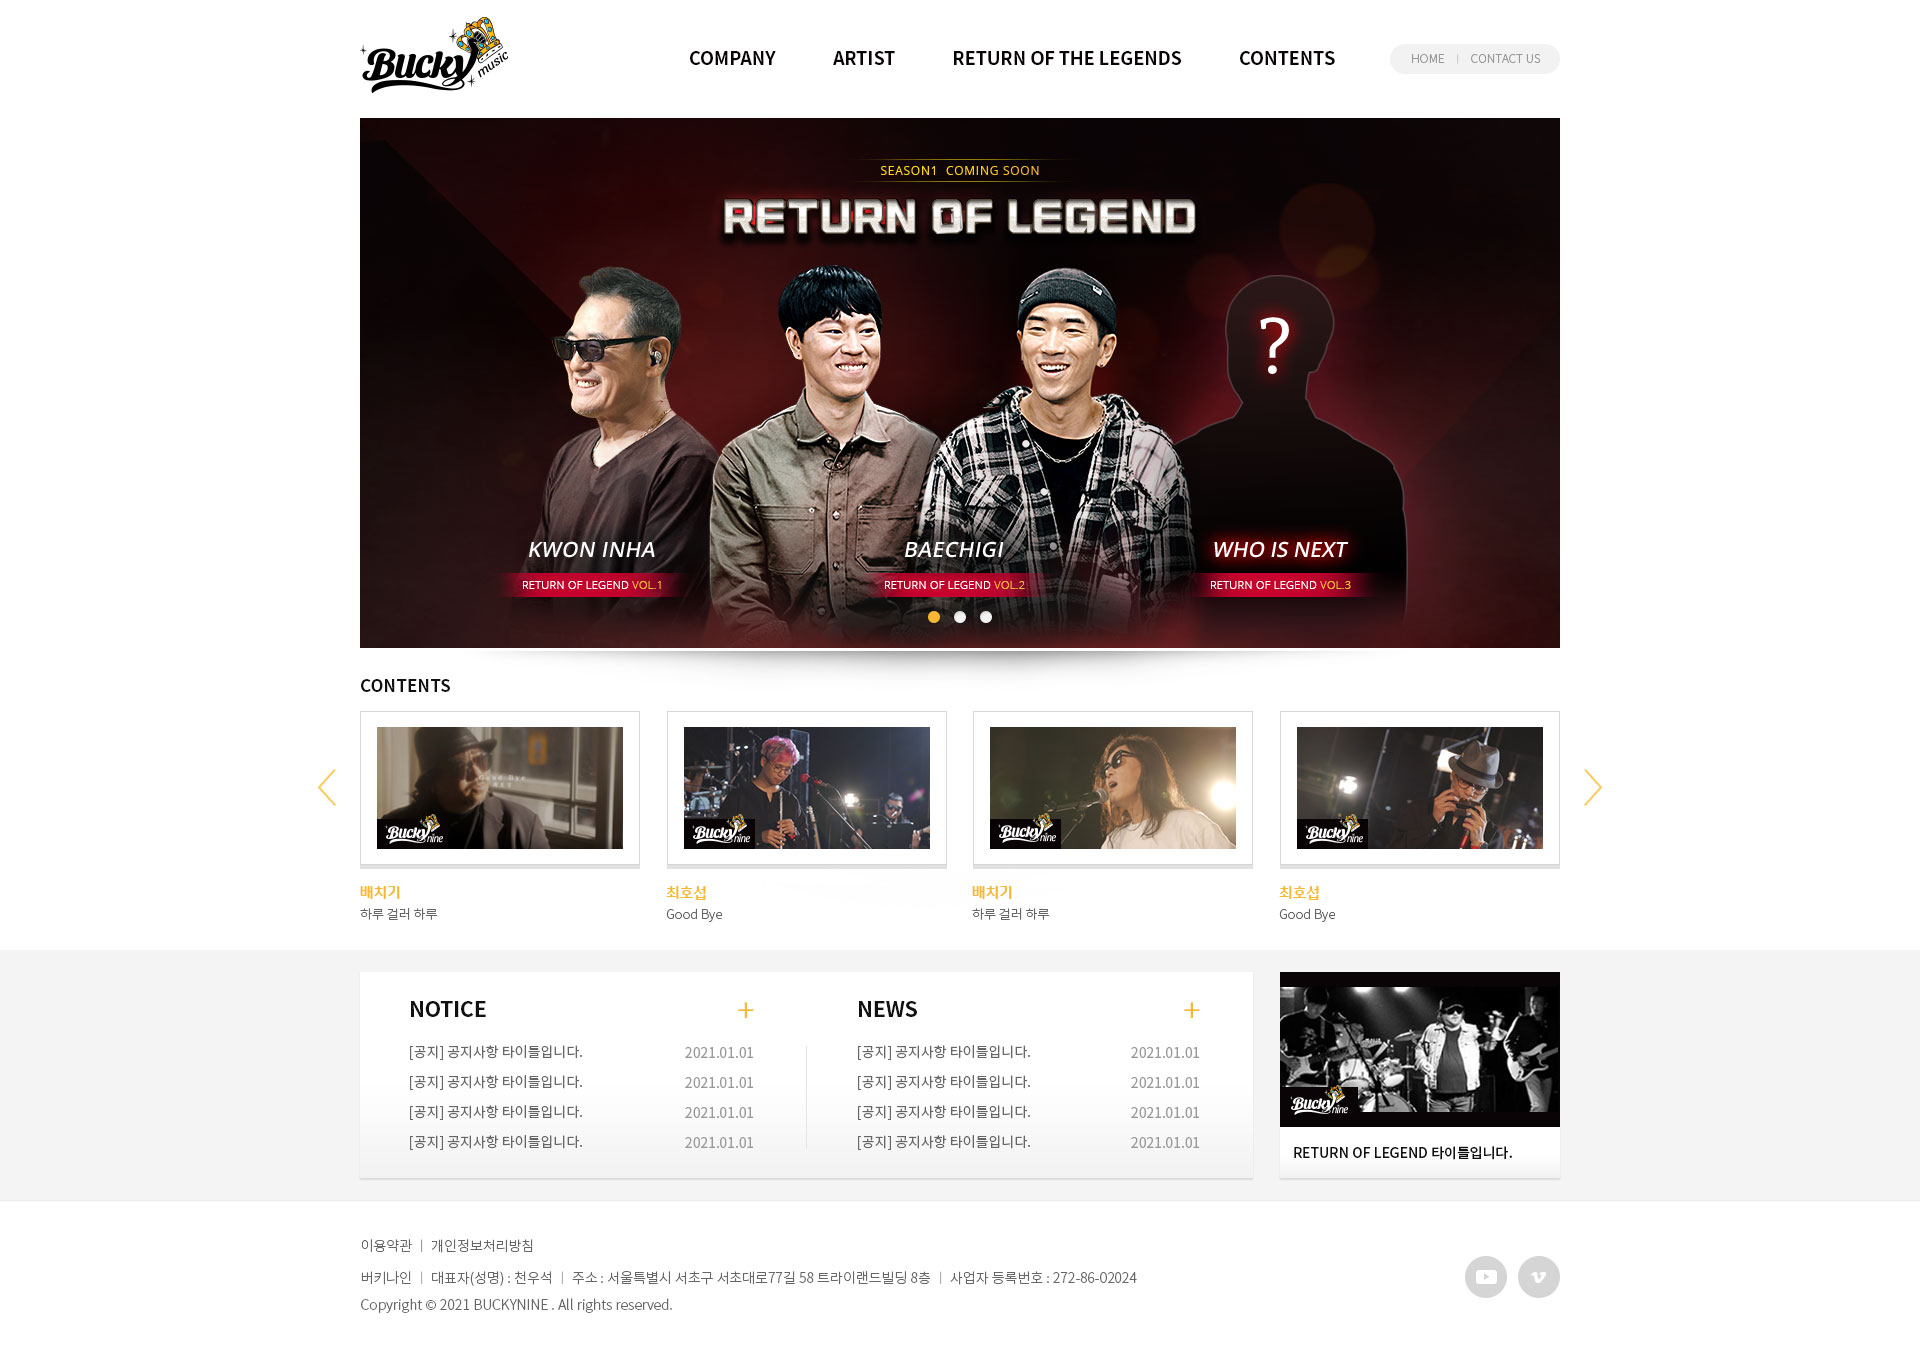 Bucky music
COMPANY
ARTIST
RETURN OF THE LEGENDS
CONTENTS
HOME | CONTACT US
SEASON1 COMING SOON
RETURN OF LEGEND
?
KWON INHA
RETURN OF LEGEND VOL.1
BAECHIGI
RETURN OF LEGEND VOL.2
WHO IS NEXT
RETURN OF LEGEND VOL.3
CONTENTS
Good Bye
Bucky nine
Bucky nine
Bucky nine
Bucky nine
배치기
하루 걸러 하루
최호섭
Good Bye
배치기
하루 걸러 하루
최호섭
Good Bye
NOTICE +
[공지] 공지사항 타이틀입니다. 2021.01.01
[공지] 공지사항 타이틀입니다. 2021.01.01
[공지] 공지사항 타이틀입니다. 2021.01.01
[공지] 공지사항 타이틀입니다. 2021.01.01
NEWS +
[공지] 공지사항 타이틀입니다. 2021.01.01
[공지] 공지사항 타이틀입니다. 2021.01.01
[공지] 공지사항 타이틀입니다. 2021.01.01
[공지] 공지사항 타이틀입니다. 2021.01.01
Bucky nine
RETURN OF LEGEND 타이틀입니다.
이용약관 | 개인정보처리방침
버키나인 | 대표자(성명) : 천우석 | 주소 : 서울특별시 서초구 서초대로77길 58 트라이랜드빌딩 8층 | 사업자 등록번호 : 272-86-02024
Copyright © 2021 BUCKYNINE . All rights reserved.